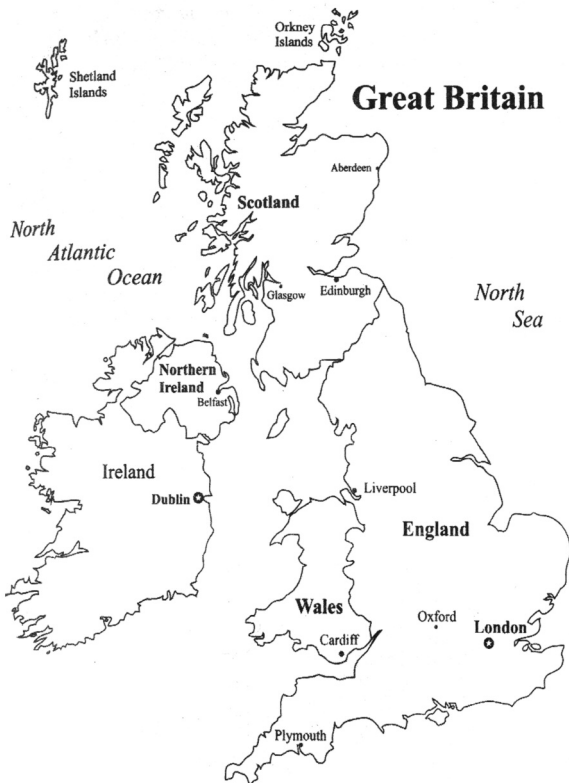 Orkney
Islands
Shetland
Islands
Great Britain
Aberdeen
Scotland
North
Atlantic
Ocean
Glasgow
Edinburgh
North
Sea
Northern
Ireland
Belfast
Ireland
Dublin
Liverpool
England
Wales
Oxford
London
Cardiff
Plymouth